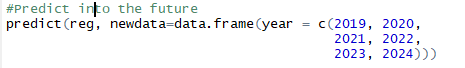 #Predict into the future
predict(reg, newdata=data.frame(year = c(2019, 2020,
2021, 2022,
2023, 2024)))